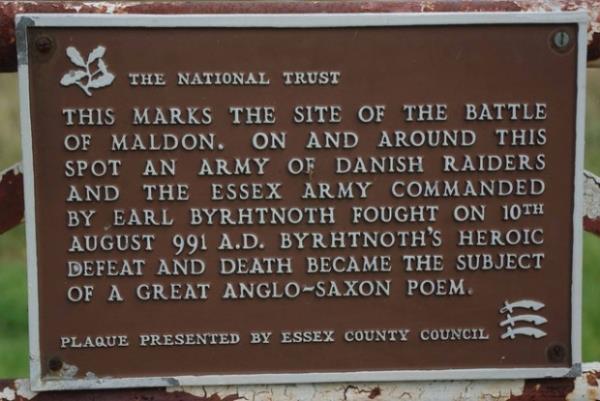 THE NATIONAL TRUST
THIS MARKS THE SITE OF THE BATTLE
OF MALDON. ON AND AROUND THIS
SPOT AN ARMY OF DANISH RAIDERS
AND THE ESSEX ARMY COMMANDED
BY EARL BYRHTNOTH FOUGHT ON 10TH
AUGUST 991 A.D. BYRHTNOTH'S HEROIC
DEFEAT AND DEATH BECAME THE SUBJECT
OF A GREAT ANGLO~SAXON POEM.
PLAQUE PRESENTED BY ESSEX COUNTY COUNCIL